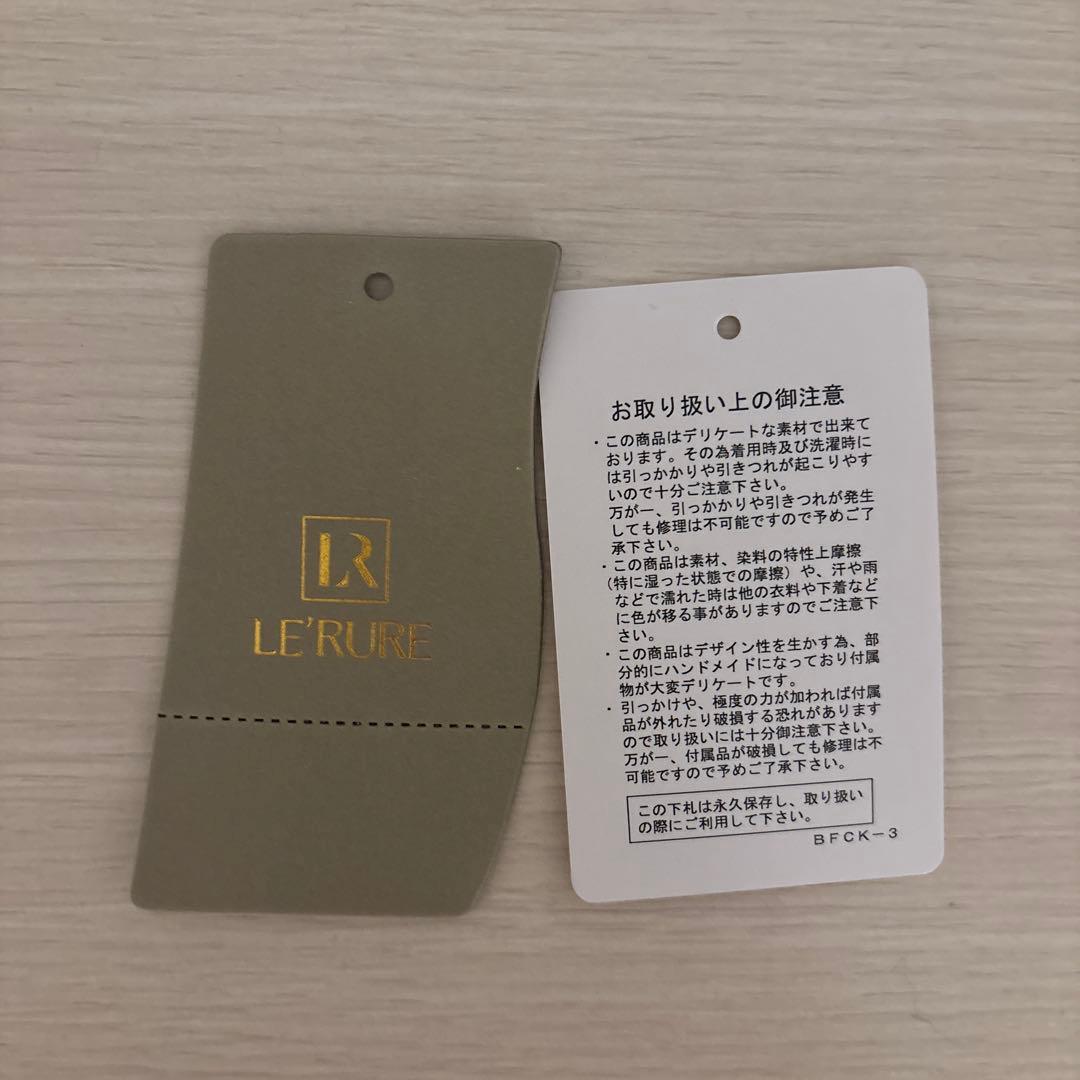 LR
LE'RURE
お取り扱い上の御注意
・この商品はデリケートな素材で出来て
おります。その為着用時及び洗濯時に
は引っかかりや引きつれが起こりやす
いので十分ご注意下さい。
万が一、引っかかりや引きつれが発生
しても修理は不可能ですので予めご了
承下さい。
・この商品は素材、染料の特性上摩擦
（特に湿った状態での摩擦）や、汗や雨
などで濡れた時は他の衣料や下着など
に色が移る事がありますのでご注意下
さい。
・この商品はデザイン性を生かす為、部
分的にハンドメイドになっており付属
物が大変デリケートです。
・引っかけや、極度の力が加われば付属
品が外れたり破損する恐れがあります
ので取り扱いには十分御注意下さい。
万が一、付属品が破損しても修理は不
可能ですので予めご了承下さい。
この下札は永久保存し、取り扱い
の際にご利用して下さい。
BFCK-3